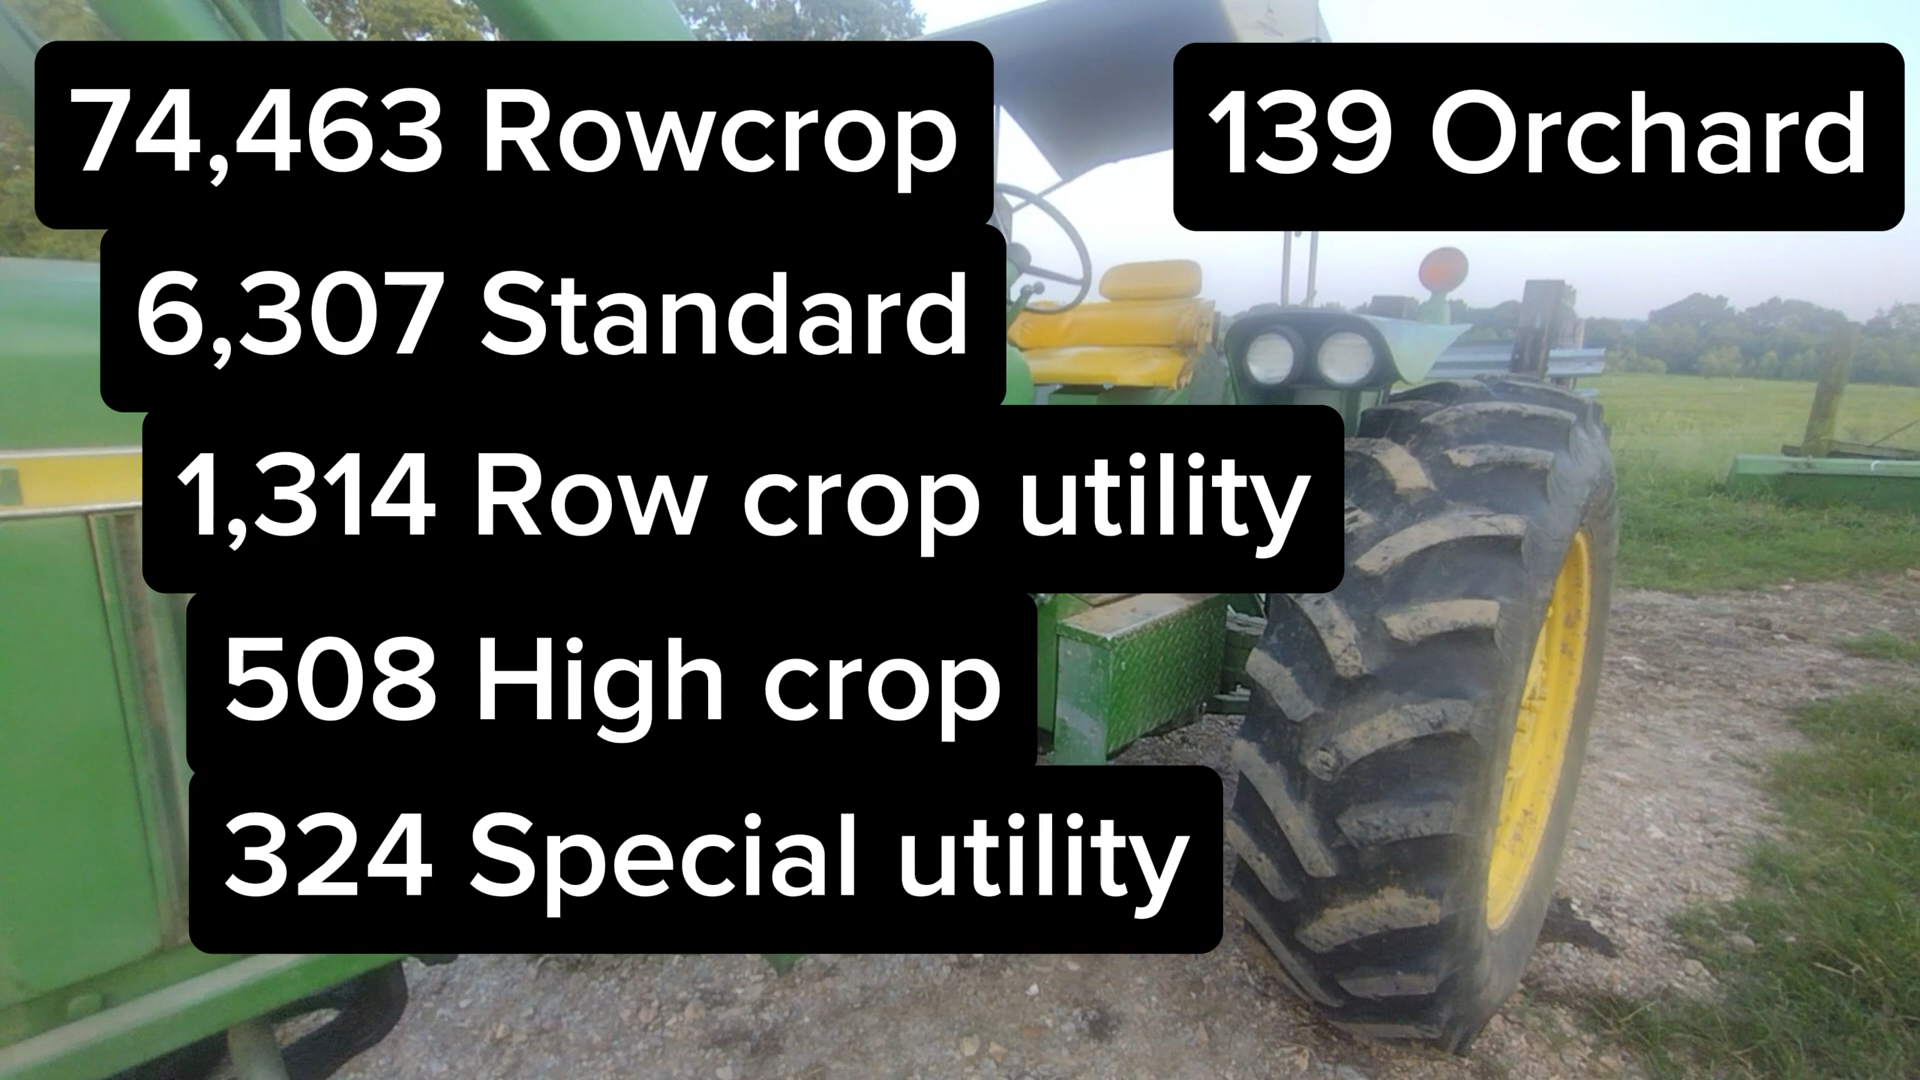 74,463 Rowcrop
139 Orchard
6,307 Standard
1,314 Row crop utility
508 High crop
324 Special utility